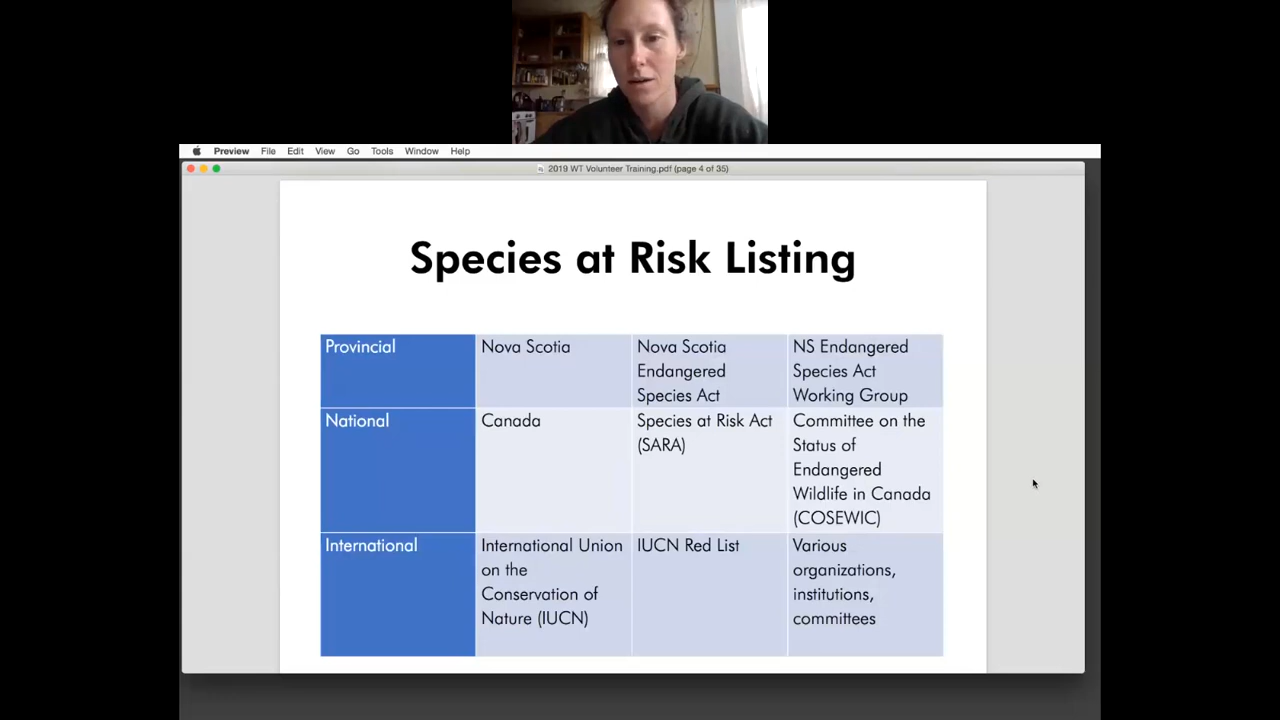 Preview File Edit View Go Tools Window Help
2019 WT Volunteer Training.pdf (page 4 of 35)
Species at Risk Listing
Provincial
Nova Scotia
Nova Scotia
Endangered
Species Act
NS Endangered
Species Act
Working Group
National
Canada
Species at Risk Act
(SARA)
Committee on the
Status of
Endangered
Wildlife in Canada
(COSEWIC)
International
International Union
on the
Conservation of
Nature (IUCN)
IUCN Red List
Various
organizations,
institutions,
committees